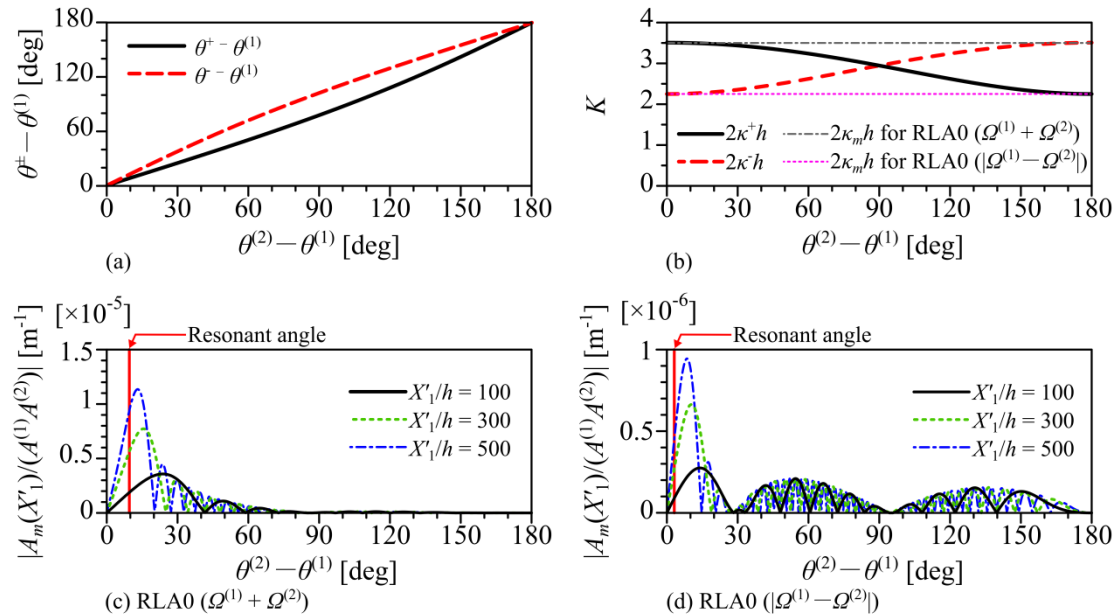 180
120
60
0
θ± − θ(1) [deg]
θ+ − θ(1)
θ- − θ(1)
0 30 60 90 120 150 180
θ(2) − θ(1) [deg]
(a)
4
3
2
1
0
K
2κ+h
2κ-h
2κmh for RLA0 (Ω(1) + Ω(2))
2κmh for RLA0 (|Ω(1) − Ω(2)|)
0 30 60 90 120 150 180
θ(2) − θ(1) [deg]
(b)
|Am(X′1)/(A(1)A(2))| [m-1]
[×10-5]
Resonant angle
1.5
1
0.5
0
X′1/h = 100
X′1/h = 300
X′1/h = 500
0 30 60 90 120 150 180
θ(2) − θ(1) [deg]
(c) RLA0 (Ω(1) + Ω(2))
|Am(X′1)/(A(1)A(2))| [m-1]
[×10-6]
Resonant angle
1
0.5
0
X′1/h = 100
X′1/h = 300
X′1/h = 500
0 30 60 90 120 150 180
θ(2) − θ(1) [deg]
(d) RLA0 (|Ω(1) − Ω(2)|)